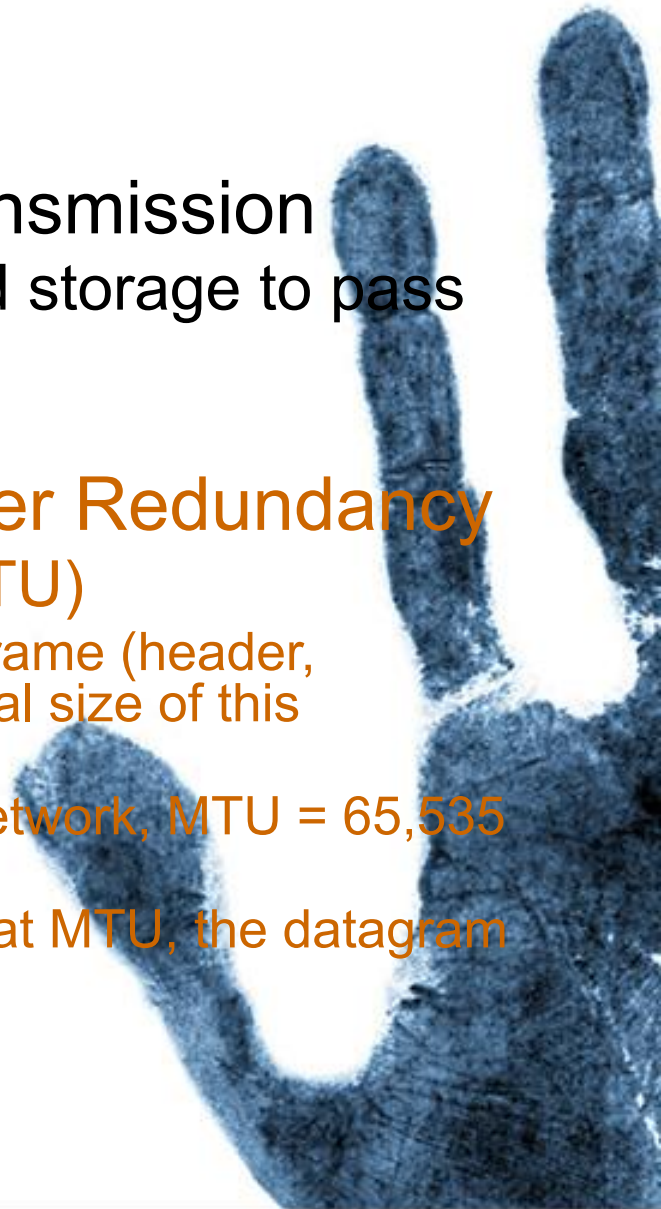 nsmission
d storage to pass
er Redundancy
TU)
rame (header,
al size of this
etwork, MTU = 65,535
at MTU, the datagram